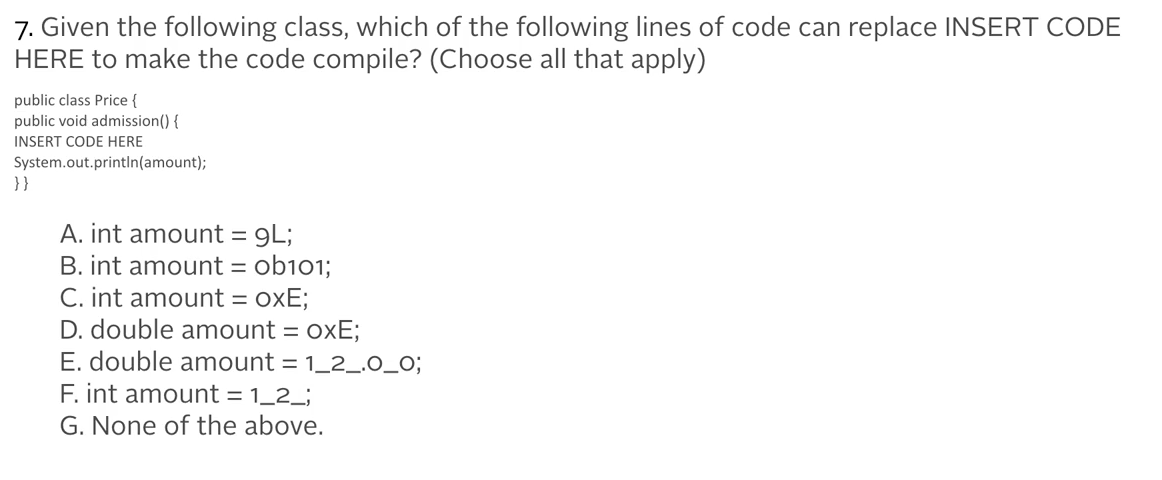 7. Given the following class, which of the following lines of code can replace INSERT CODE
HERE to make the code compile? (Choose all that apply)
public class Price {
public void admission() {
INSERT CODE HERE
System.out.println(amount);
} }
A. int amount = 9L;
B. int amount = 0b101;
C. int amount = 0xE;
D. double amount = 0xE;
E. double amount = 1_2_.0_0;
F. int amount = 1_2_;
G. None of the above.